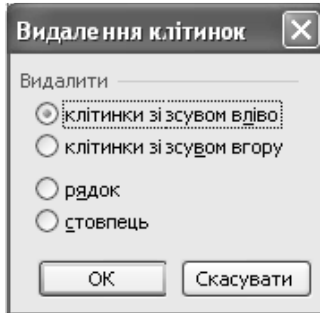 Видалення клітинок
Видалити
клітинки зі зсувом вліво
клітинки зі зсувом вгору
рядок
стовпець
ОК
Скасувати